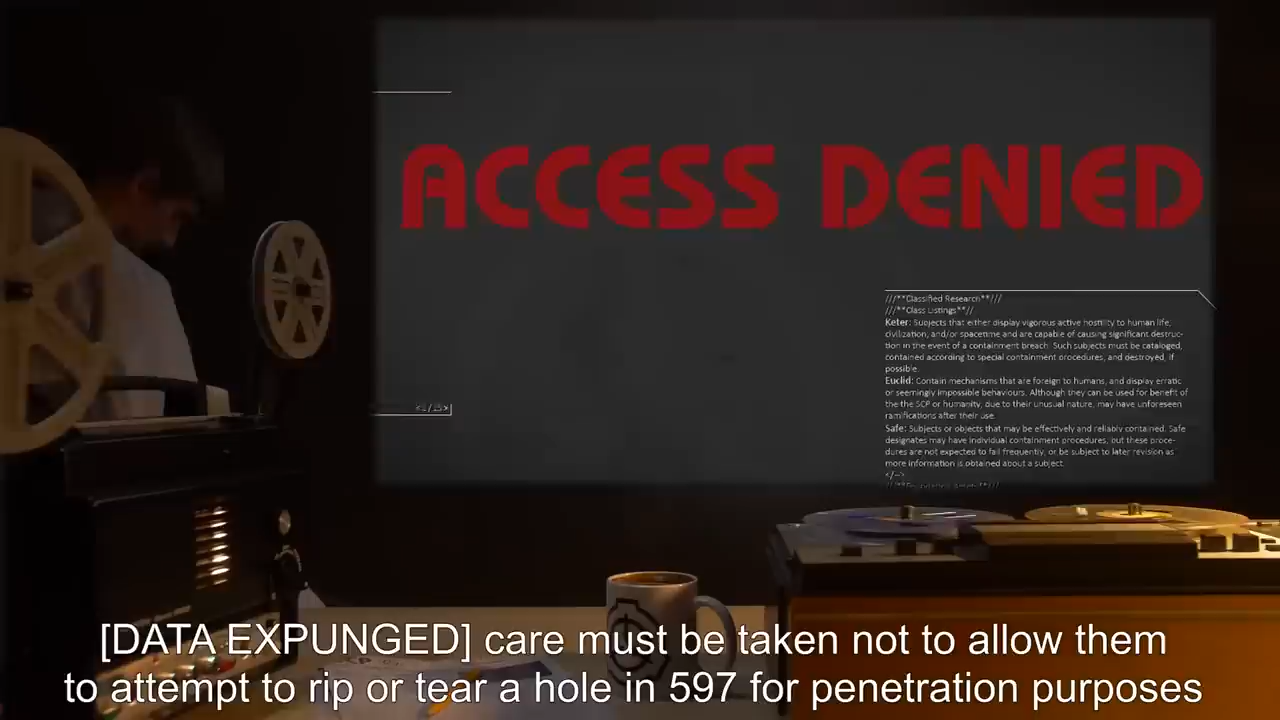 ACCESS DENIED
///**Classified Research**///
///**Class Listings**//
Keter: Subjects that either display vigorous active hostility to human life,
civilization, and/or spacetime and are capable of causing significant destruc-
tion in the event of a containment breach. Such subjects must be cataloged,
contained according to special containment procedures, and destroyed, if
possible.
Euclid: Contain mechanisms that are foreign to humans, and display erratic
or seemingly impossible behaviours. Although they can be used for benefit of
the the SCP or humanity, due to their unusual nature, may have unforeseen
ramifications after their use.
Safe: Subjects or objects that may be effectively and reliably contained. Safe
designates may have individual containment procedures, but these proce-
dures are not expected to fail frequently, or be subject to later revision as
more information is obtained about a subject.
</-->
[DATA EXPUNGED] care must be taken not to allow them
to attempt to rip or tear a hole in 597 for penetration purposes